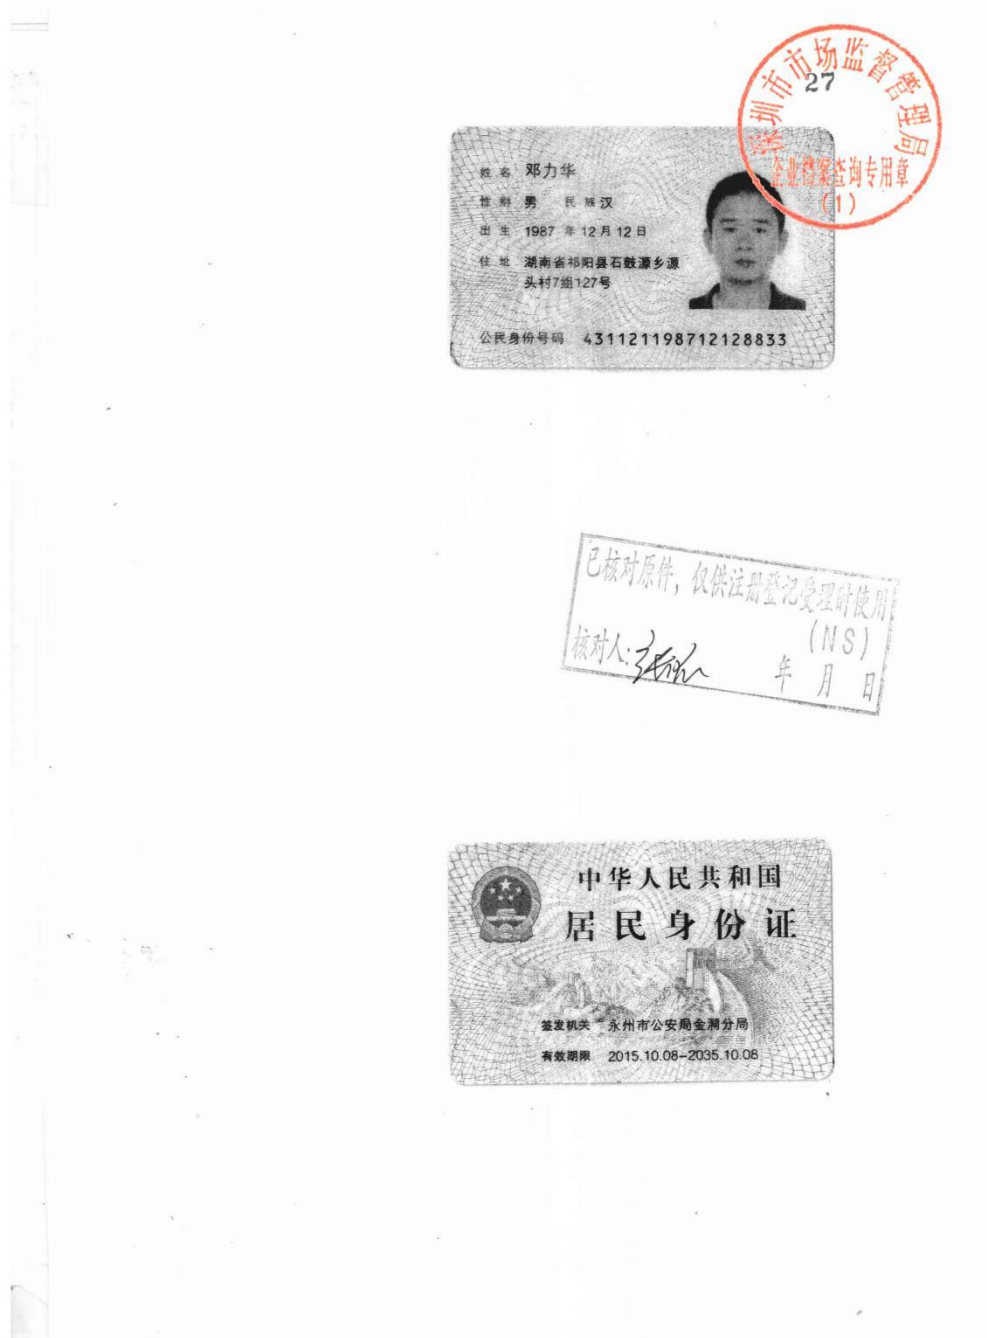 深圳市市场监督管理局
27
企业档案查询专用章
(1)
姓名 邓力华
性别 男 民族 汉
出生 1987 年 12 月 12 日
住址 湖南省祁阳县石鼓源乡源
头村7组127号
公民身份号码 431121198712128833
已核对原件，仅供注册登记受理时使用
(NS)
核对人: 年 月 日
中华人民共和国
居民身份证
签发机关 永州市公安局金洞分局
有效期限 2015.10.08-2035.10.08